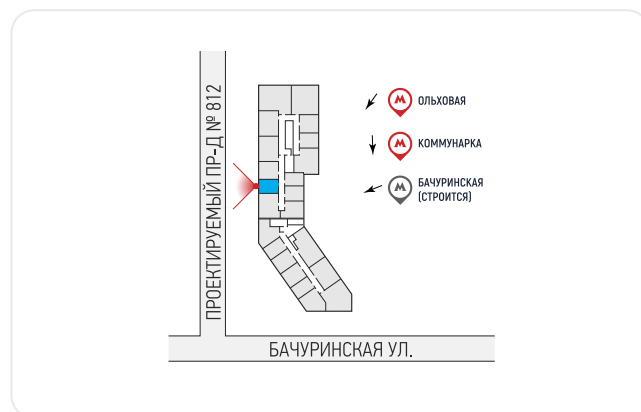 ПРОЕКТИРУЕМЫЙ ПР-Д № 812
М ОЛЬХОВАЯ
М КОММУНАРКА
М БАЧУРИНСКАЯ
(СТРОИТСЯ)
БАЧУРИНСКАЯ УЛ.